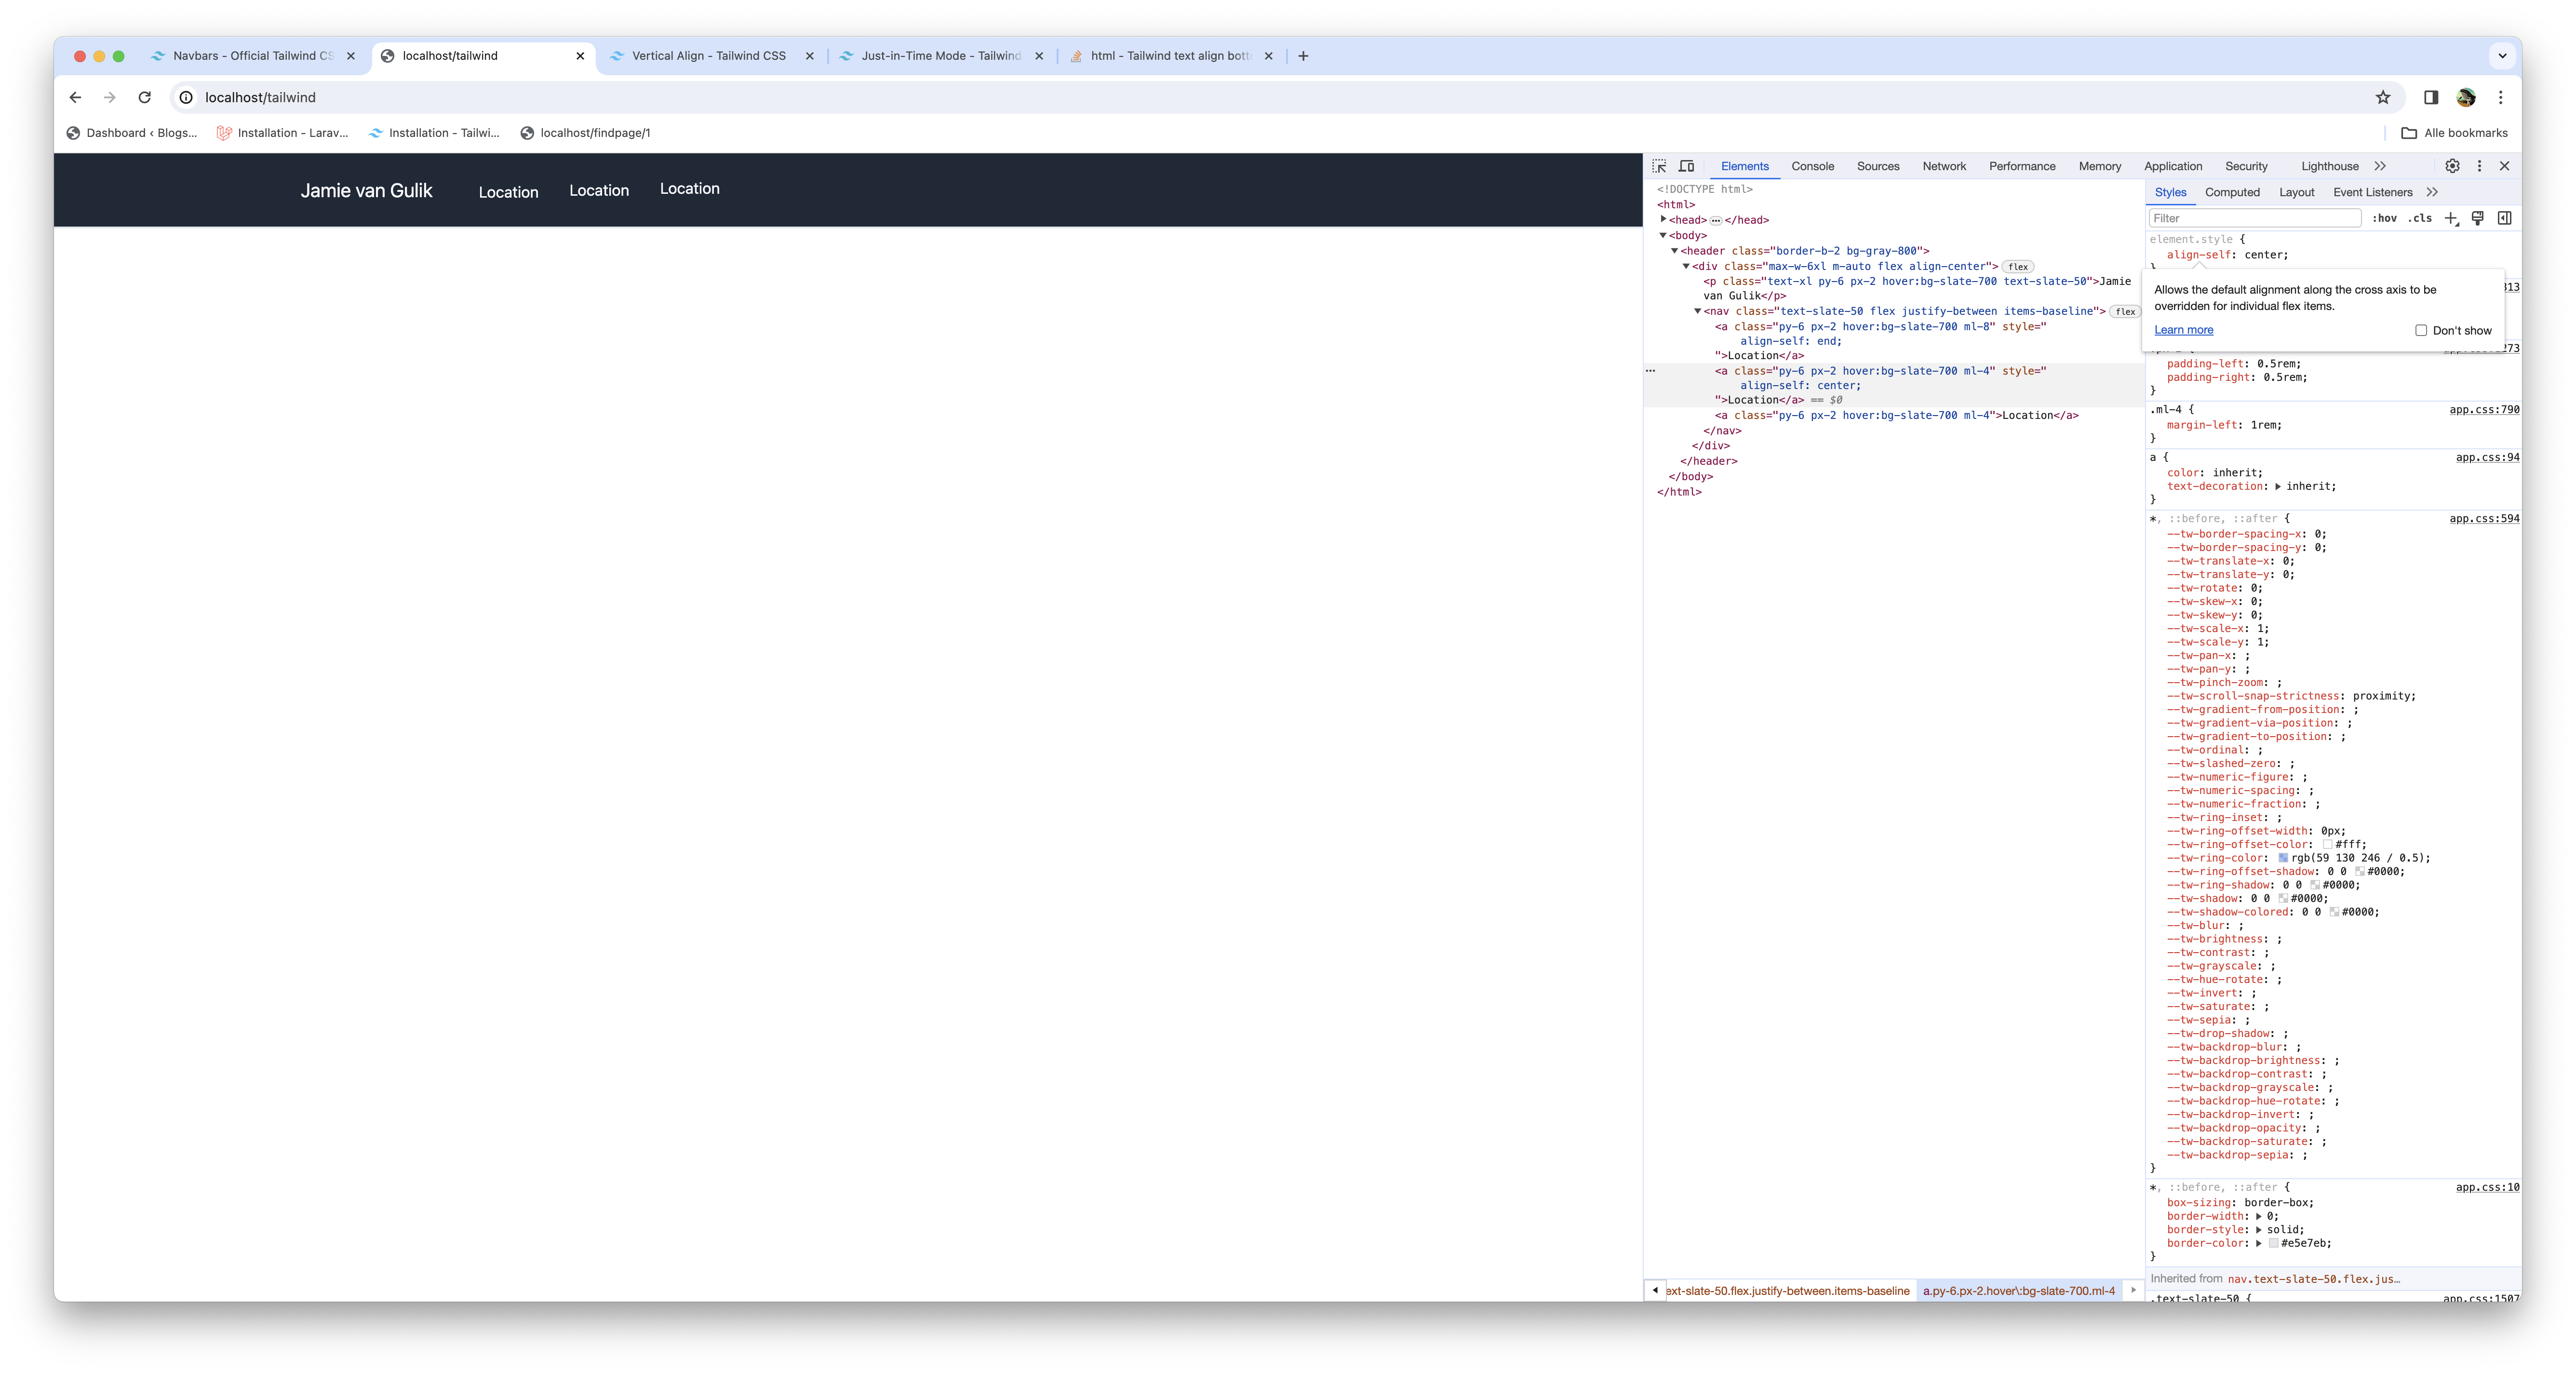 Navbars - Official Tailwind CS
localhost/tailwind
Vertical Align - Tailwind CSS
Just-in-Time Mode - Tailwind
html - Tailwind text align bott
localhost/tailwind
Dashboard ‹ Blogs...
Installation - Larav...
Installation - Tailwi...
localhost/findpage/1
Alle bookmarks
Jamie van Gulik
Location
Location
Location
Elements
Console
Sources
Network
Performance
Memory
Application
Security
Lighthouse
<!DOCTYPE html>
<html>
<head> ... </head>
<body>
<header class="border-b-2 bg-gray-800">
<div class="max-w-6xl m-auto flex align-center"> flex
<p class="text-xl py-6 px-2 hover:bg-slate-700 text-slate-50">Jamie
van Gulik</p>
<nav class="text-slate-50 flex justify-between items-baseline"> flex
<a class="py-6 px-2 hover:bg-slate-700 ml-8" style="
align-self: end;
">Location</a>
<a class="py-6 px-2 hover:bg-slate-700 ml-4" style="
align-self: center;
">Location</a> == $0
<a class="py-6 px-2 hover:bg-slate-700 ml-4">Location</a>
</nav>
</div>
</header>
</body>
</html>
ext-slate-50.flex.justify-between.items-baseline
a.py-6.px-2.hover\:bg-slate-700.ml-4
Styles
Computed
Layout
Event Listeners
Filter
:hov
.cls
element.style {
align-self: center;
}
Allows the default alignment along the cross axis to be
overridden for individual flex items.
Learn more
Don't show
padding-left: 0.5rem;
padding-right: 0.5rem;
}
.ml-4 { app.css:790
margin-left: 1rem;
}
a { app.css:94
color: inherit;
text-decoration: inherit;
}
*, ::before, ::after { app.css:594
--tw-border-spacing-x: 0;
--tw-border-spacing-y: 0;
--tw-translate-x: 0;
--tw-translate-y: 0;
--tw-rotate: 0;
--tw-skew-x: 0;
--tw-skew-y: 0;
--tw-scale-x: 1;
--tw-scale-y: 1;
--tw-pan-x: ;
--tw-pan-y: ;
--tw-pinch-zoom: ;
--tw-scroll-snap-strictness: proximity;
--tw-gradient-from-position: ;
--tw-gradient-via-position: ;
--tw-gradient-to-position: ;
--tw-ordinal: ;
--tw-slashed-zero: ;
--tw-numeric-figure: ;
--tw-numeric-spacing: ;
--tw-numeric-fraction: ;
--tw-ring-inset: ;
--tw-ring-offset-width: 0px;
--tw-ring-offset-color: #fff;
--tw-ring-color: rgb(59 130 246 / 0.5);
--tw-ring-offset-shadow: 0 0 #0000;
--tw-ring-shadow: 0 0 #0000;
--tw-shadow: 0 0 #0000;
--tw-shadow-colored: 0 0 #0000;
--tw-blur: ;
--tw-brightness: ;
--tw-contrast: ;
--tw-grayscale: ;
--tw-hue-rotate: ;
--tw-invert: ;
--tw-saturate: ;
--tw-sepia: ;
--tw-drop-shadow: ;
--tw-backdrop-blur: ;
--tw-backdrop-brightness: ;
--tw-backdrop-contrast: ;
--tw-backdrop-grayscale: ;
--tw-backdrop-hue-rotate: ;
--tw-backdrop-invert: ;
--tw-backdrop-opacity: ;
--tw-backdrop-saturate: ;
--tw-backdrop-sepia: ;
}
*, ::before, ::after { app.css:10
box-sizing: border-box;
border-width: 0;
border-style: solid;
border-color: #e5e7eb;
}
Inherited from nav.text-slate-50.flex.jus…
.text-slate-50 { app.css:1507